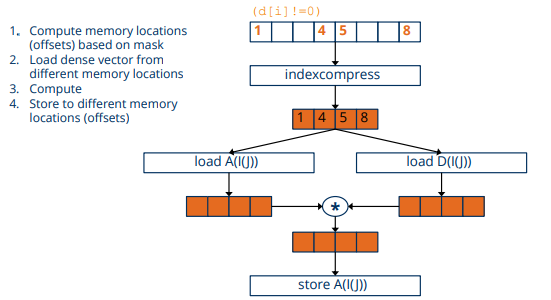 (d[i]!=0)
1. Compute memory locations
(offsets) based on mask
2. Load dense vector from
different memory locations
3. Compute
4. Store to different memory
locations (offsets)
1 4 5 8
indexcompress
1 4 5 8
load A(I(J))
load D(I(J))
*
store A(I(J))